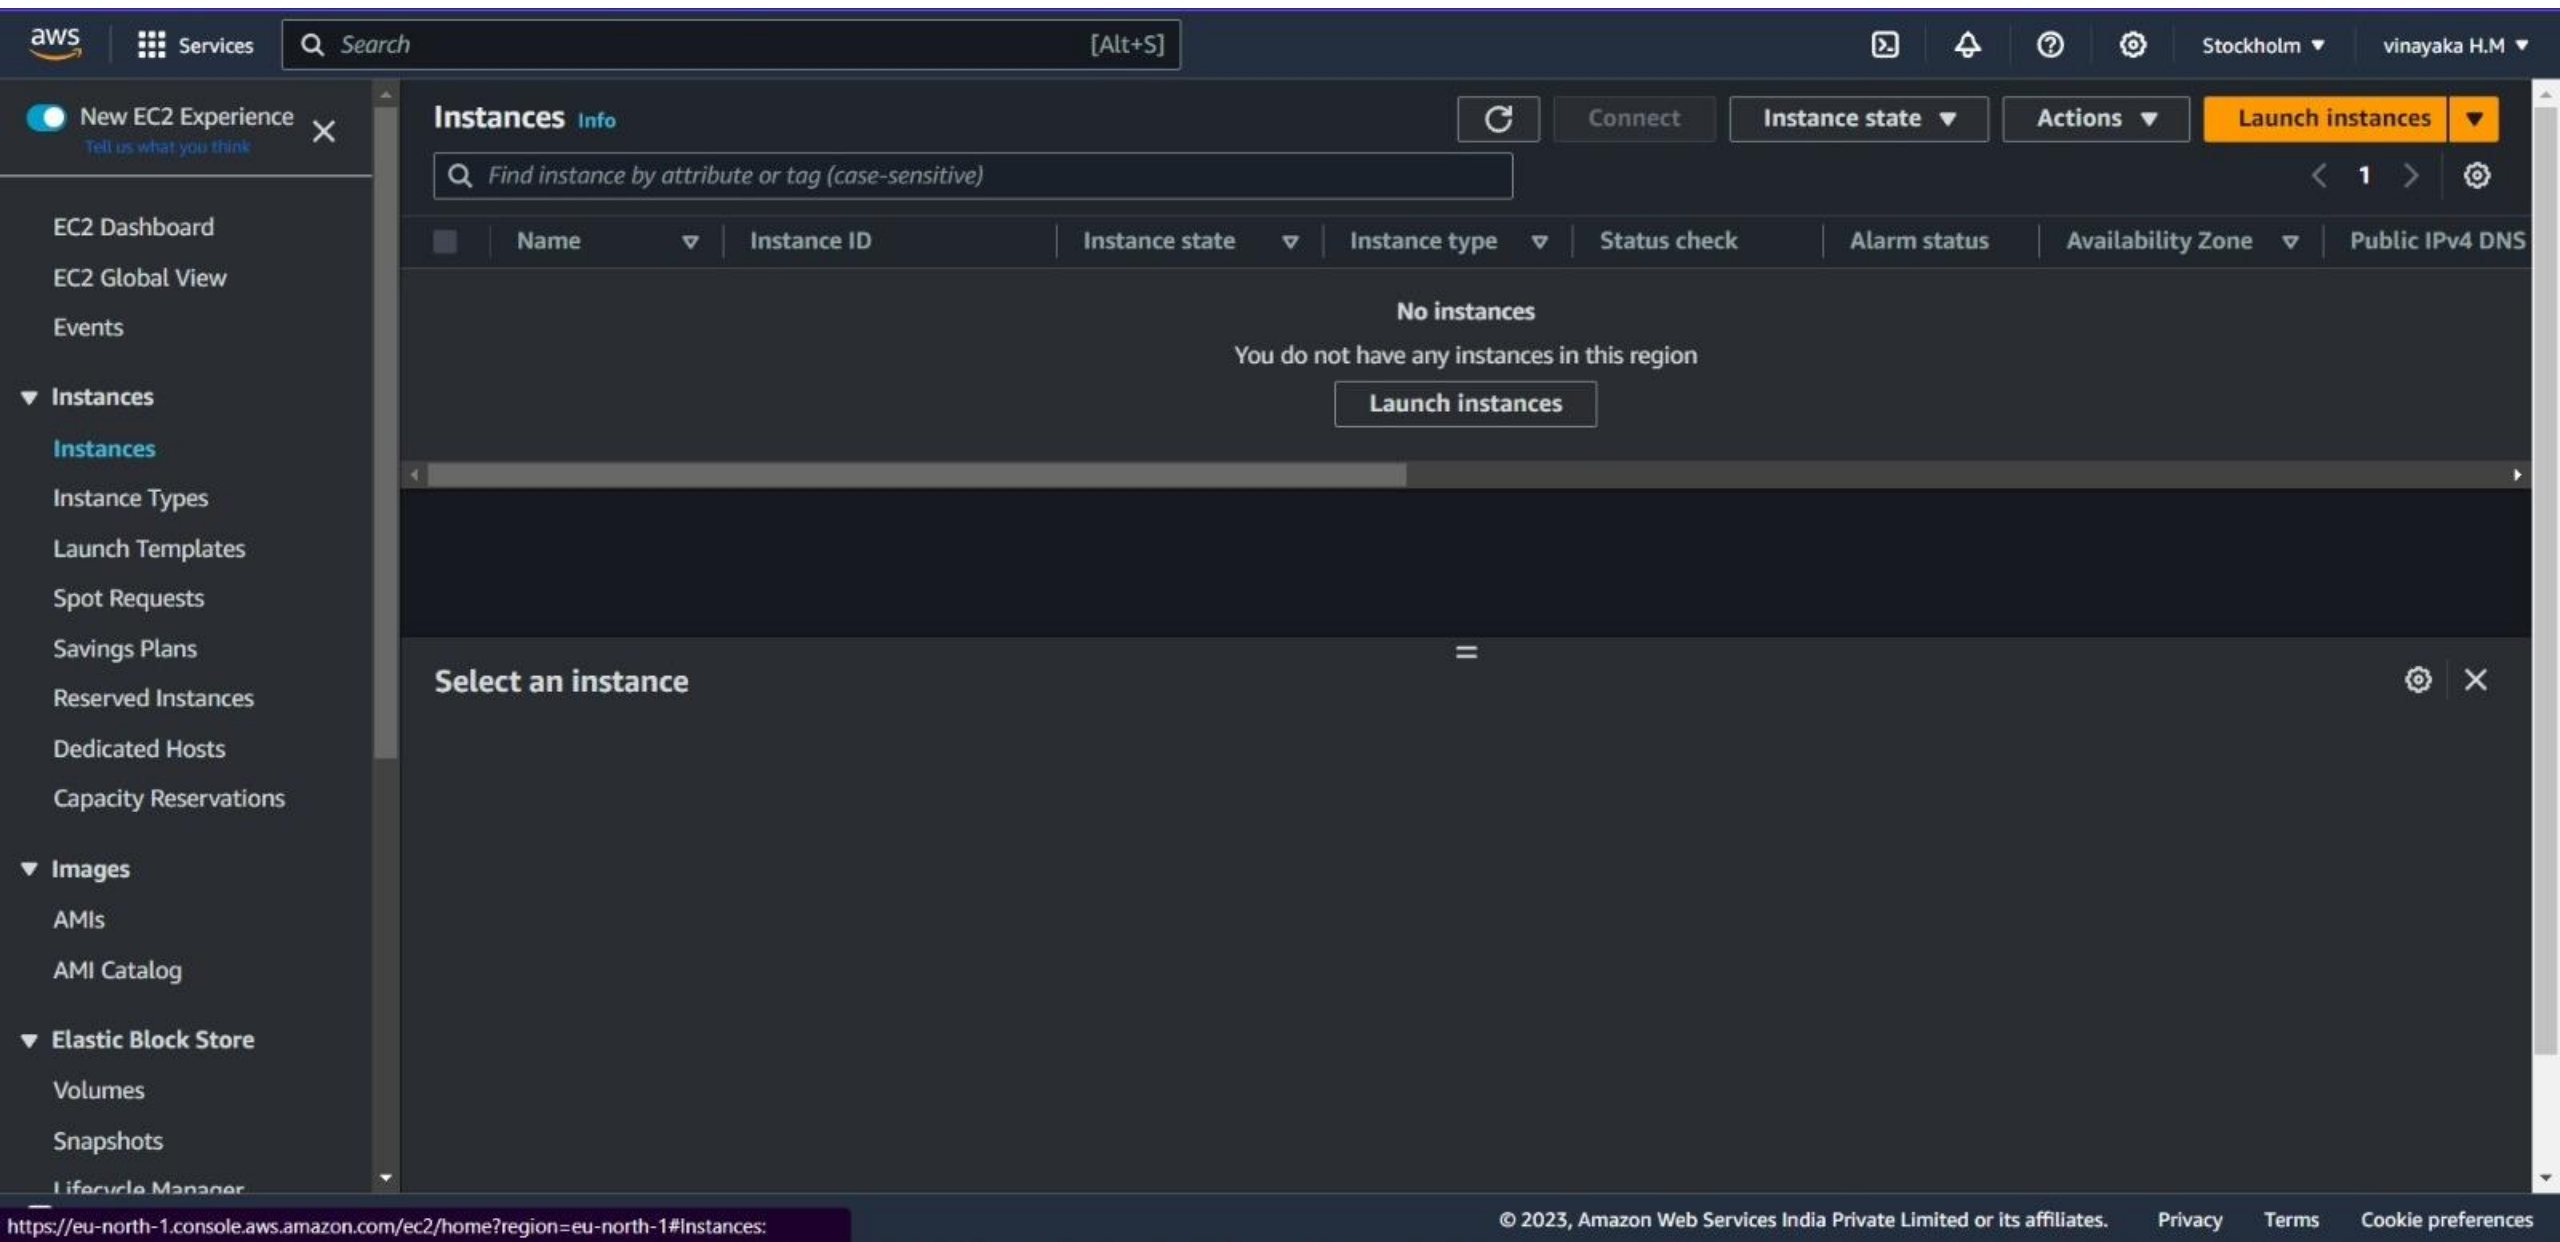 aws Services Search [Alt+S] Stockholm vinayaka H.M
New EC2 Experience
Tell us what you think
EC2 Dashboard
EC2 Global View
Events
Instances
Instances
Instance Types
Launch Templates
Spot Requests
Savings Plans
Reserved Instances
Dedicated Hosts
Capacity Reservations
Images
AMIs
AMI Catalog
Elastic Block Store
Volumes
Snapshots
Lifecycle Manager
Instances Info Connect Instance state Actions Launch instances
Find instance by attribute or tag (case-sensitive) 1
Name Instance ID Instance state Instance type Status check Alarm status Availability Zone Public IPv4 DNS
No instances
You do not have any instances in this region
Launch instances
Select an instance
https://eu-north-1.console.aws.amazon.com/ec2/home?region=eu-north-1#Instances: © 2023, Amazon Web Services India Private Limited or its affiliates. Privacy Terms Cookie preferences